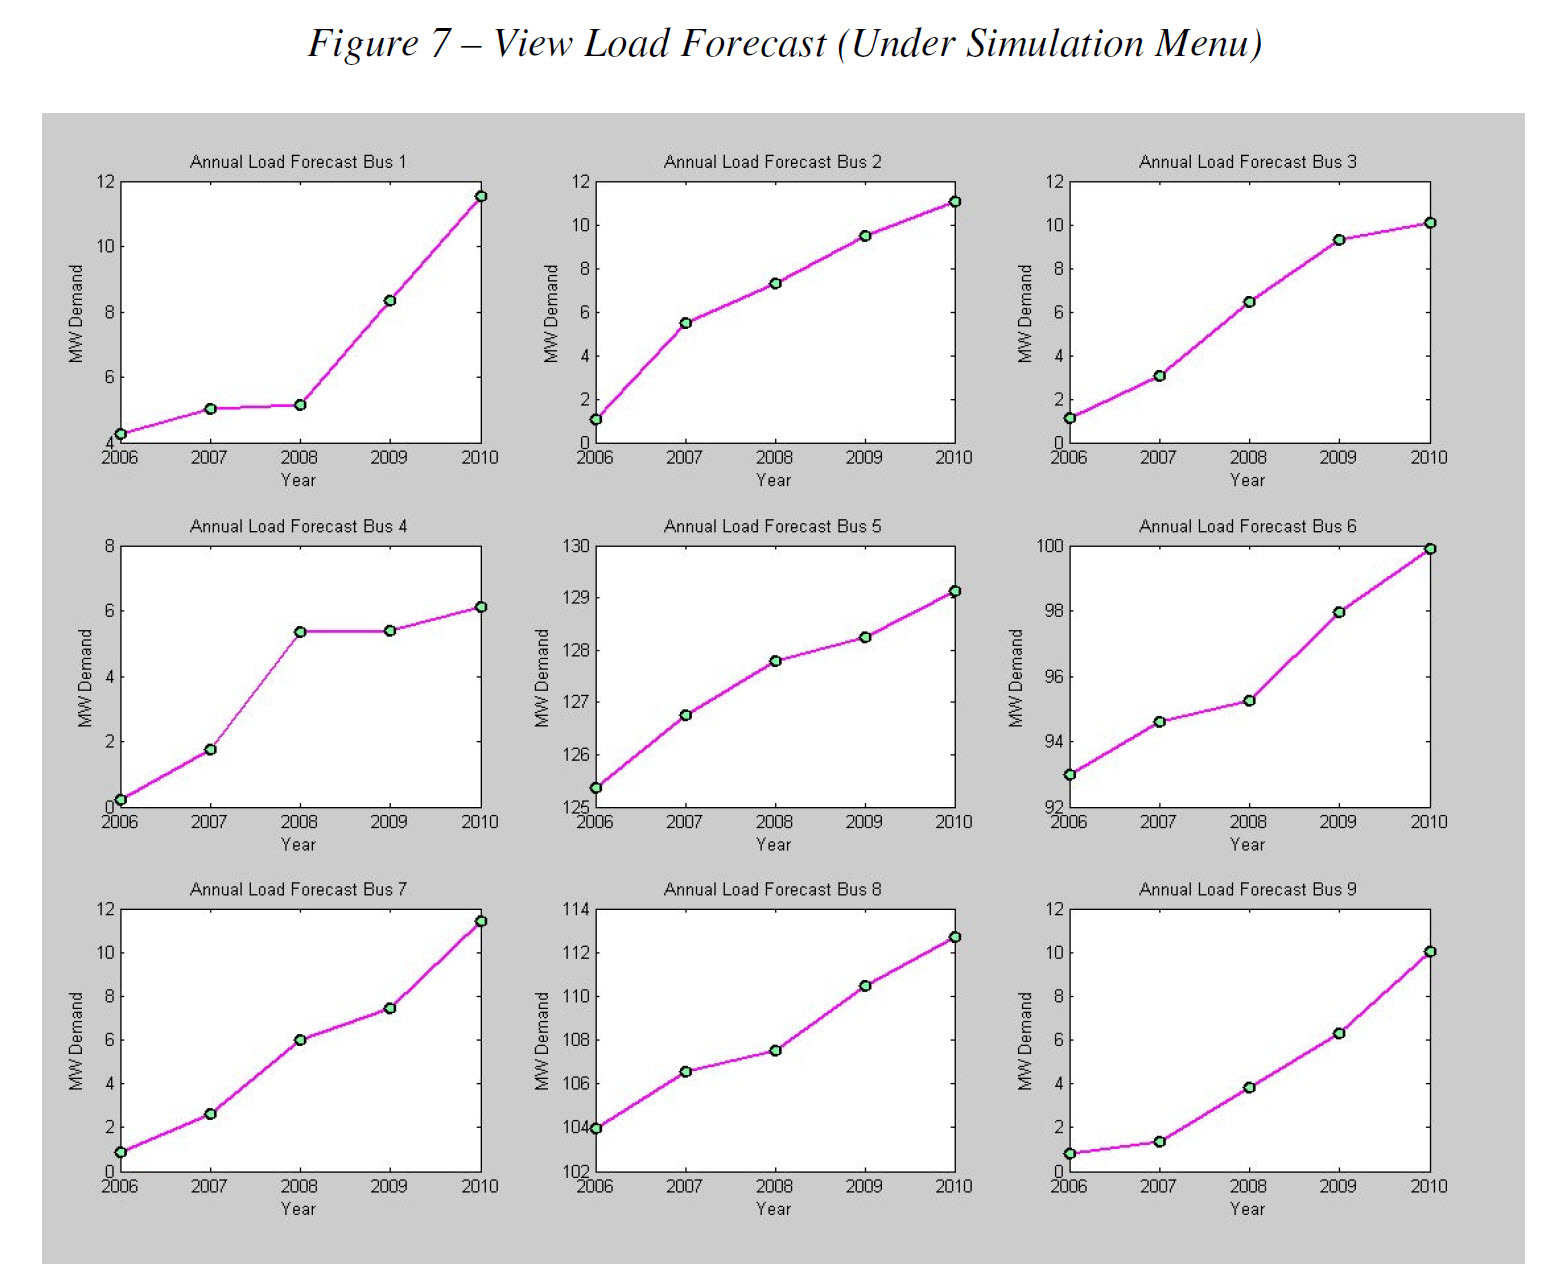 Figure 7 – View Load Forecast (Under Simulation Menu)
Annual Load Forecast Bus 1
12
10
8
6
4
MW Demand
2006 2007 2008 2009 2010
Year
Annual Load Forecast Bus 2
12
10
8
6
4
2
0
MW Demand
2006 2007 2008 2009 2010
Year
Annual Load Forecast Bus 3
12
10
8
6
4
2
0
MW Demand
2006 2007 2008 2009 2010
Year
Annual Load Forecast Bus 4
8
6
4
2
0
MW Demand
2006 2007 2008 2009 2010
Year
Annual Load Forecast Bus 5
130
129
128
127
126
125
MW Demand
2006 2007 2008 2009 2010
Year
Annual Load Forecast Bus 6
100
98
96
94
92
MW Demand
2006 2007 2008 2009 2010
Year
Annual Load Forecast Bus 7
12
10
8
6
4
2
0
MW Demand
2006 2007 2008 2009 2010
Year
Annual Load Forecast Bus 8
114
112
110
108
106
104
102
MW Demand
2006 2007 2008 2009 2010
Year
Annual Load Forecast Bus 9
12
10
8
6
4
2
0
MW Demand
2006 2007 2008 2009 2010
Year